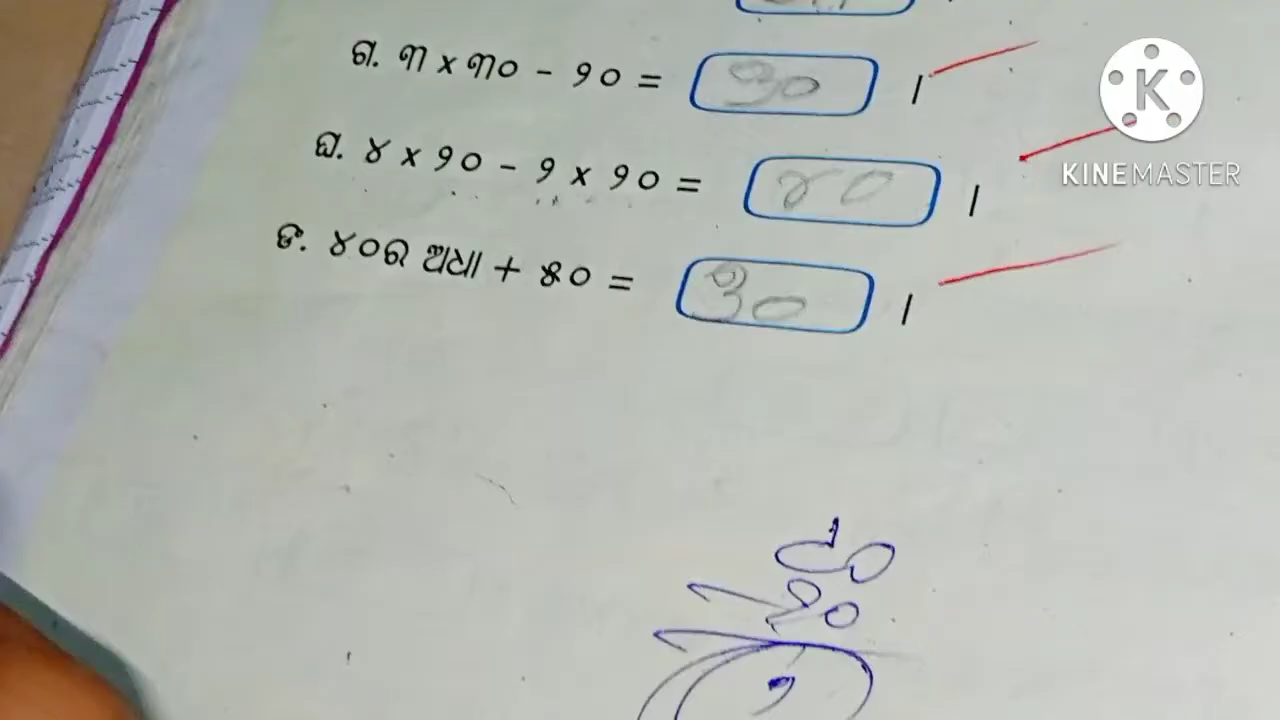 ଗ. ୩ x ୩୦ - ୨୦ = ୭୦ ।
ଘ. ୪ x ୨୦ - ୨ x ୨୦ = ୪୦ ।
ଙ. ୪୦ର ଅଧା + ୫୦ = ୭୦ ।
K
KINEMASTER